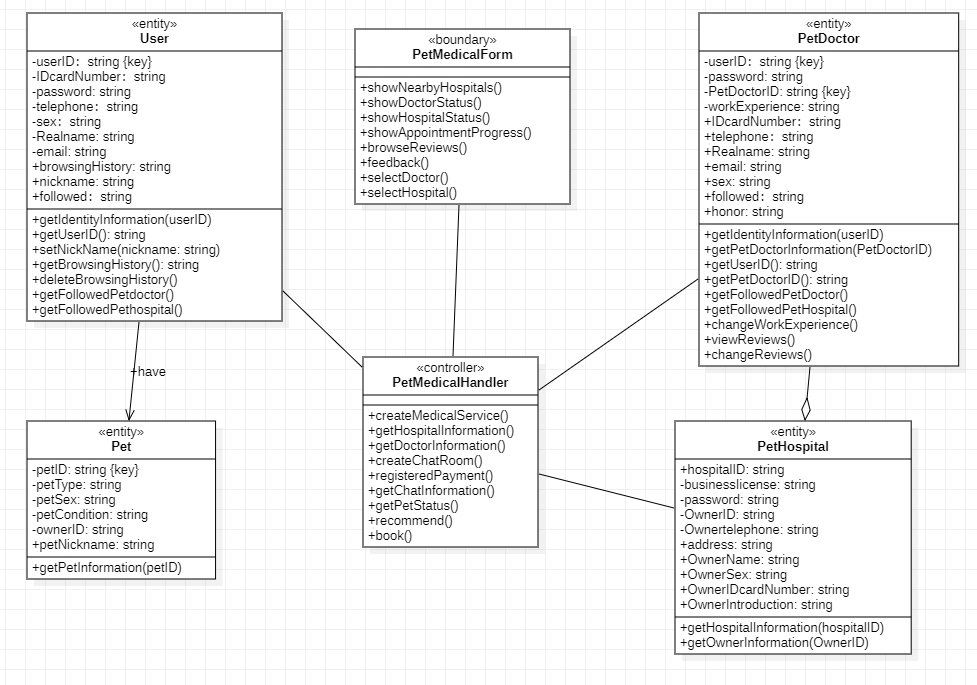 «entity»
User
-userID: string {key}
-IDcardNumber: string
-password: string
-telephone: string
-sex: string
-Realname: string
-email: string
+browsingHistory: string
+nickname: string
+followed: string
+getIdentityInformation(userID)
+getUserID(): string
+setNickName(nickname: string)
+getBrowsingHistory(): string
+deleteBrowsingHistory()
+getFollowedPetdoctor()
+getFollowedPethospital()
«boundary»
PetMedicalForm
+showNearbyHospitals()
+showDoctorStatus()
+showHospitalStatus()
+showAppointmentProgress()
+browseReviews()
+feedback()
+selectDoctor()
+selectHospital()
«entity»
PetDoctor
-userID: string {key}
-password: string
-PetDoctorID: string {key}
-workExperience: string
+IDcardNumber: string
+telephone: string
+Realname: string
+email: string
+sex: string
+followed: string
+honor: string
+getIdentityInformation(userID)
+getPetDoctorInformation(PetDoctorID)
+getUserID(): string
+getPetDoctorID(): string
+getFollowedPetDoctor()
+getFollowedPetHospital()
+changeWorkExperience()
+viewReviews()
+changeReviews()
+have
«controller»
PetMedicalHandler
+createMedicalService()
+getHospitalInformation()
+getDoctorInformation()
+createChatRoom()
+registeredPayment()
+getChatInformation()
+getPetStatus()
+recommend()
+book()
«entity»
Pet
-petID: string {key}
-petType: string
-petSex: string
-petCondition: string
-ownerID: string
+petNickname: string
+getPetInformation(petID)
«entity»
PetHospital
+hospitalID: string
-businesslicense: string
-password: string
-OwnerID: string
-Ownertelephone: string
+address: string
+OwnerName: string
+OwnerSex: string
+OwnerIDcardNumber: string
+OwnerIntroduction: string
+getHospitalInformation(hospitalID)
+getOwnerInformation(OwnerID)